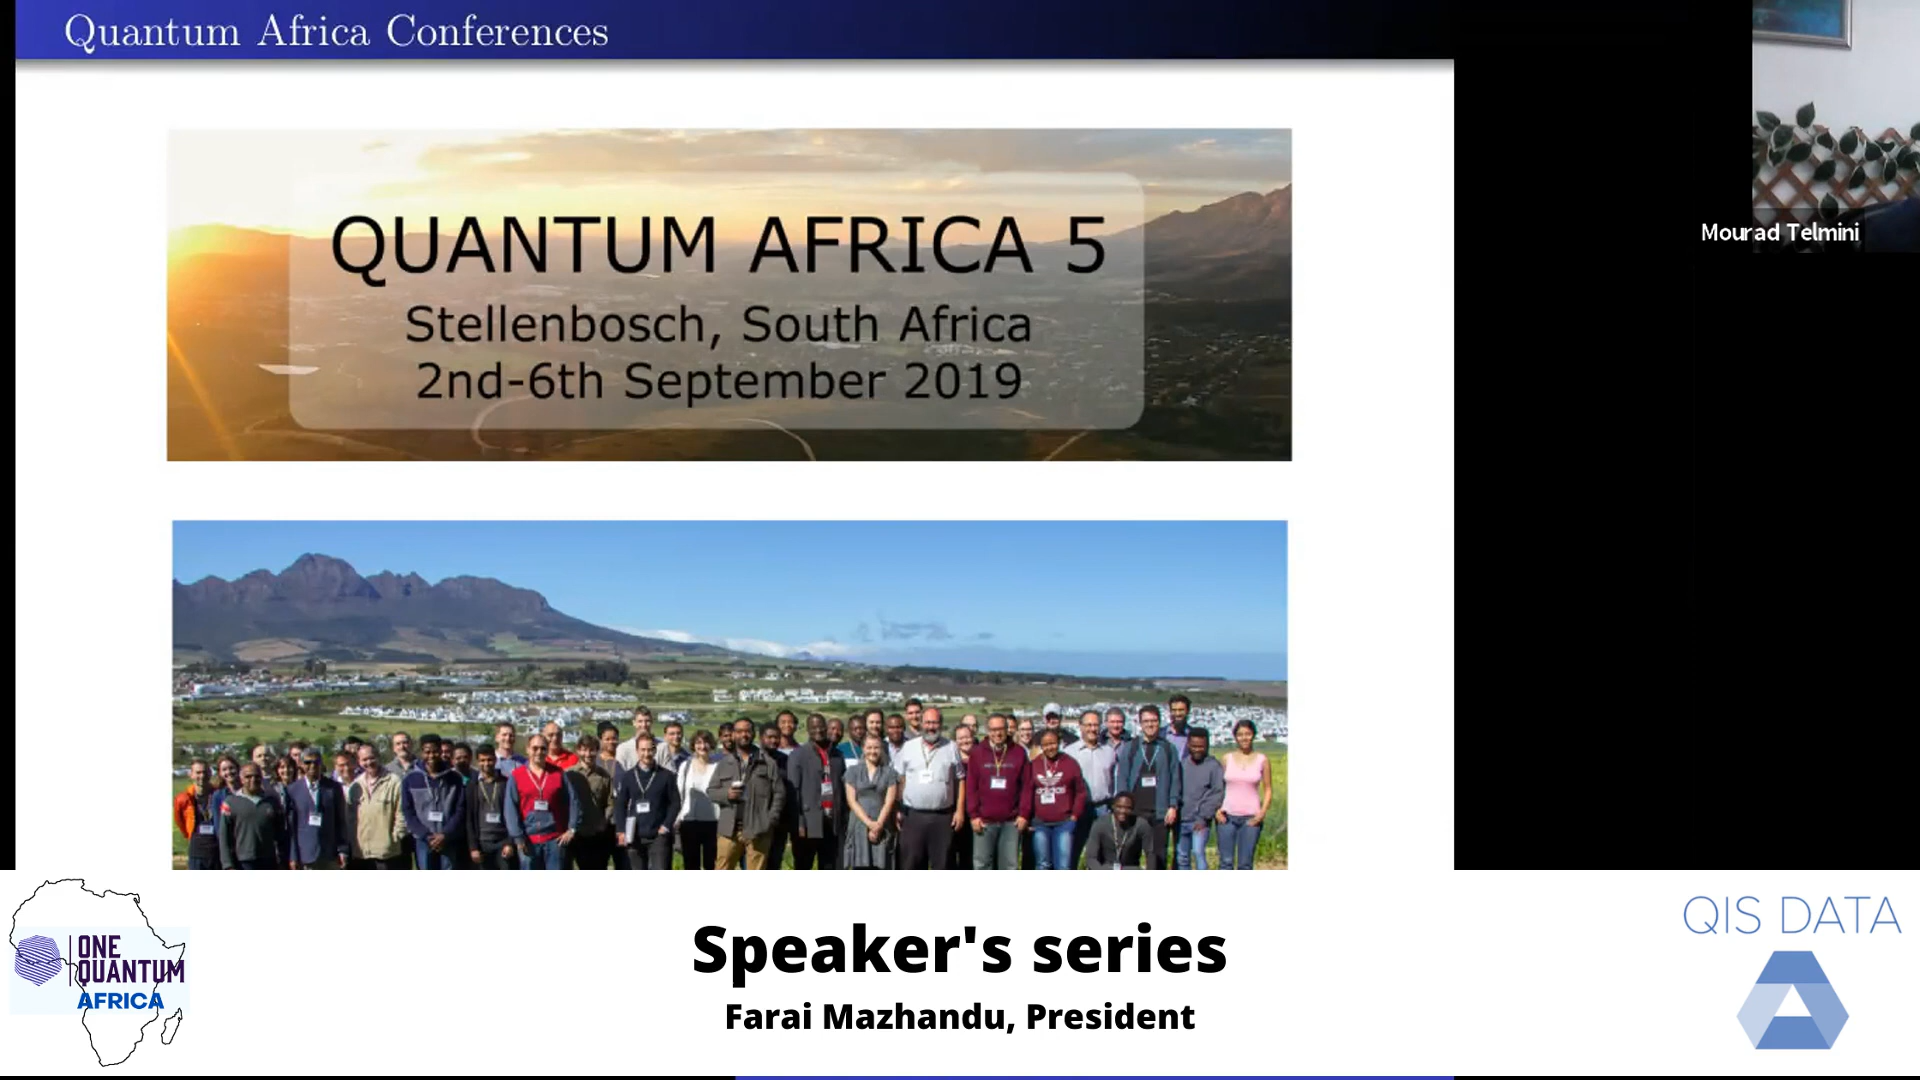 Quantum Africa Conferences
QUANTUM AFRICA 5
Stellenbosch, South Africa
2nd-6th September 2019
Mourad Telmini
adidas
ONE
QUANTUM
AFRICA
Speaker's series
Farai Mazhandu, President
QIS DATA